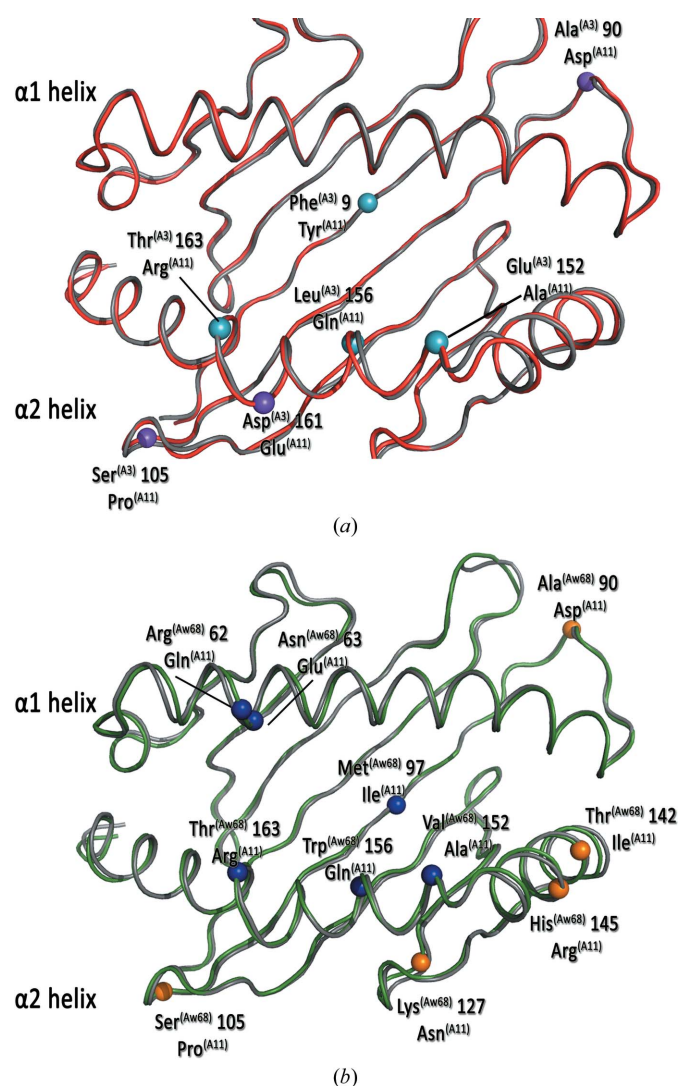 Ala(A3) 90
Asp(A11)
α1 helix
Phe(A3) 9
Tyr(A11)
Thr(A3) 163
Arg(A11)
Glu(A3) 152
Ala(A11)
Leu(A3) 156
Gln(A11)
α2 helix
Asp(A3) 161
Glu(A11)
Ser(A3) 105
Pro(A11)
(a)
Ala(Aw68) 90
Asp(A11)
Arg(Aw68) 62
Gln(A11)
Asn(Aw68) 63
Glu(A11)
α1 helix
Met(Aw68) 97
Ile(A11)
Thr(Aw68) 163
Arg(A11)
Trp(Aw68) 156
Gln(A11)
Val(Aw68) 152
Ala(A11)
Thr(Aw68) 142
Ile(A11)
His(Aw68) 145
Arg(A11)
α2 helix
Lys(Aw68) 127
Asn(A11)
Ser(Aw68) 105
Pro(A11)
(b)